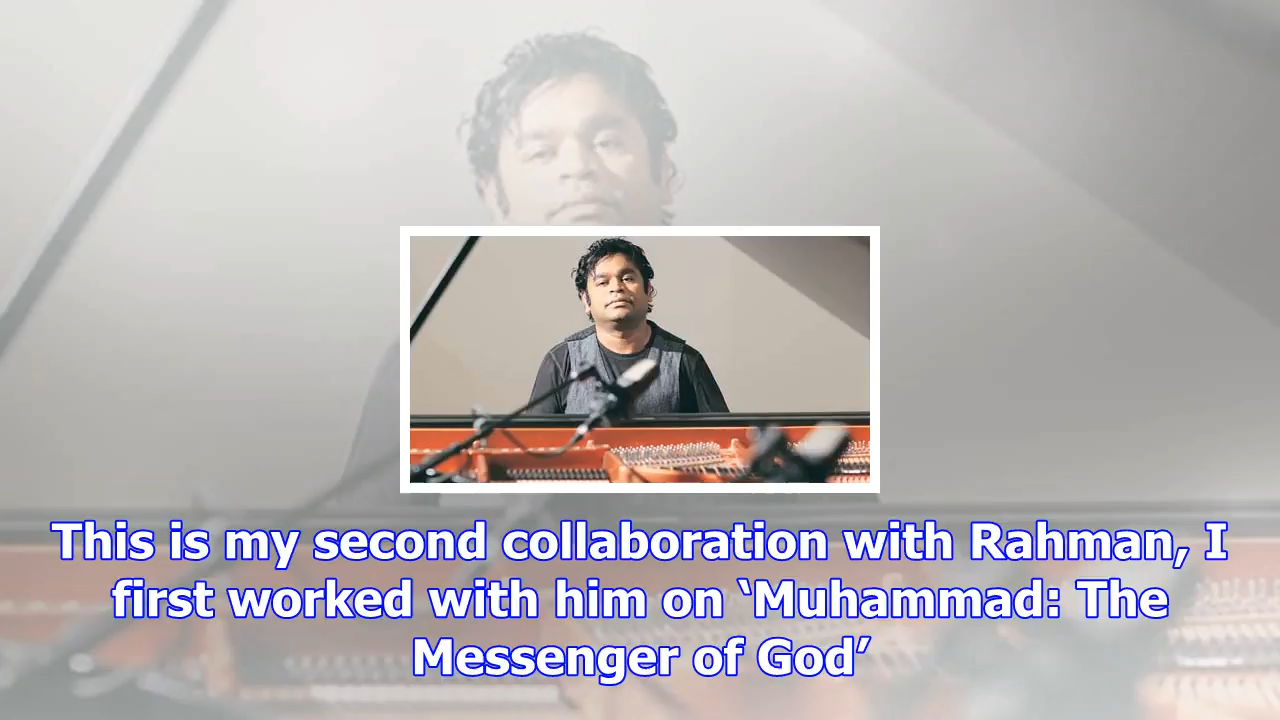 This is my second collaboration with Rahman, I
first worked with him on ‘Muhammad: The
Messenger of God’